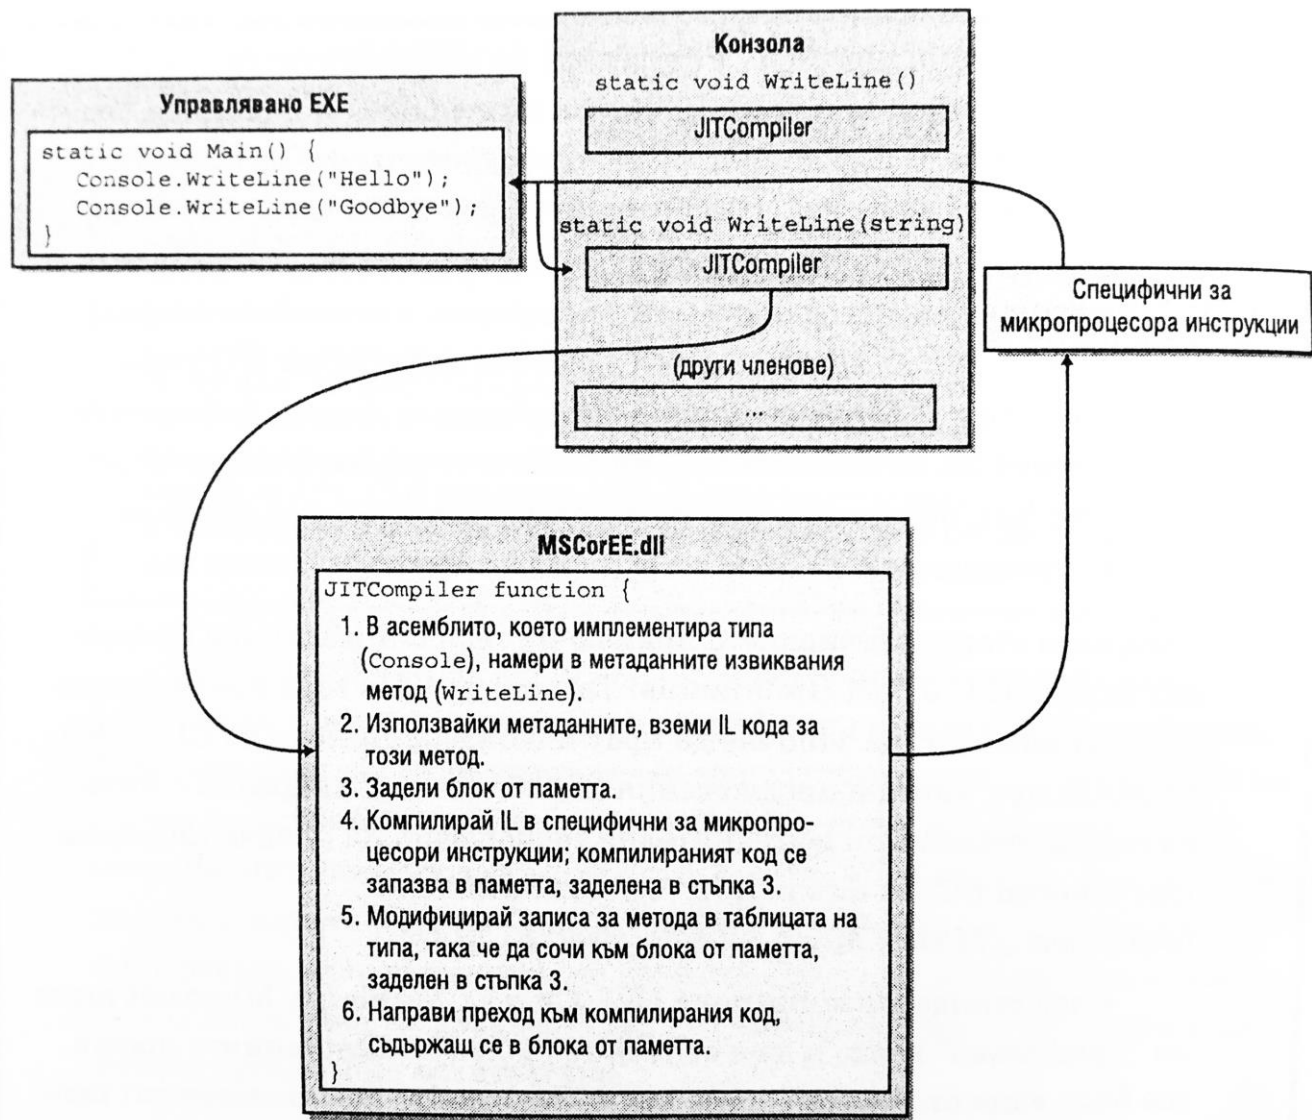 Управлявано EXE
static void Main() {
Console.WriteLine("Hello");
Console.WriteLine("Goodbye");
}
Конзола
static void WriteLine()
JITCompiler
static void WriteLine(string)
JITCompiler
(други членове)
...
Специфични за
микропроцесора инструкции
MSCorEE.dll
JITCompiler function {
1. В асемблито, което имплементира типа
(Console), намери в метаданните извиквания
метод (WriteLine).
2. Използвайки метаданните, вземи IL кода за
този метод.
3. Задели блок от паметта.
4. Компилирай IL в специфични за микропро-
цесори инструкции; компилираният код се
запазва в паметта, заделена в стъпка 3.
5. Модифицирай записа за метода в таблицата на
типа, така че да сочи към блока от паметта,
заделен в стъпка 3.
6. Направи преход към компилирания код,
съдържащ се в блока от паметта.
}